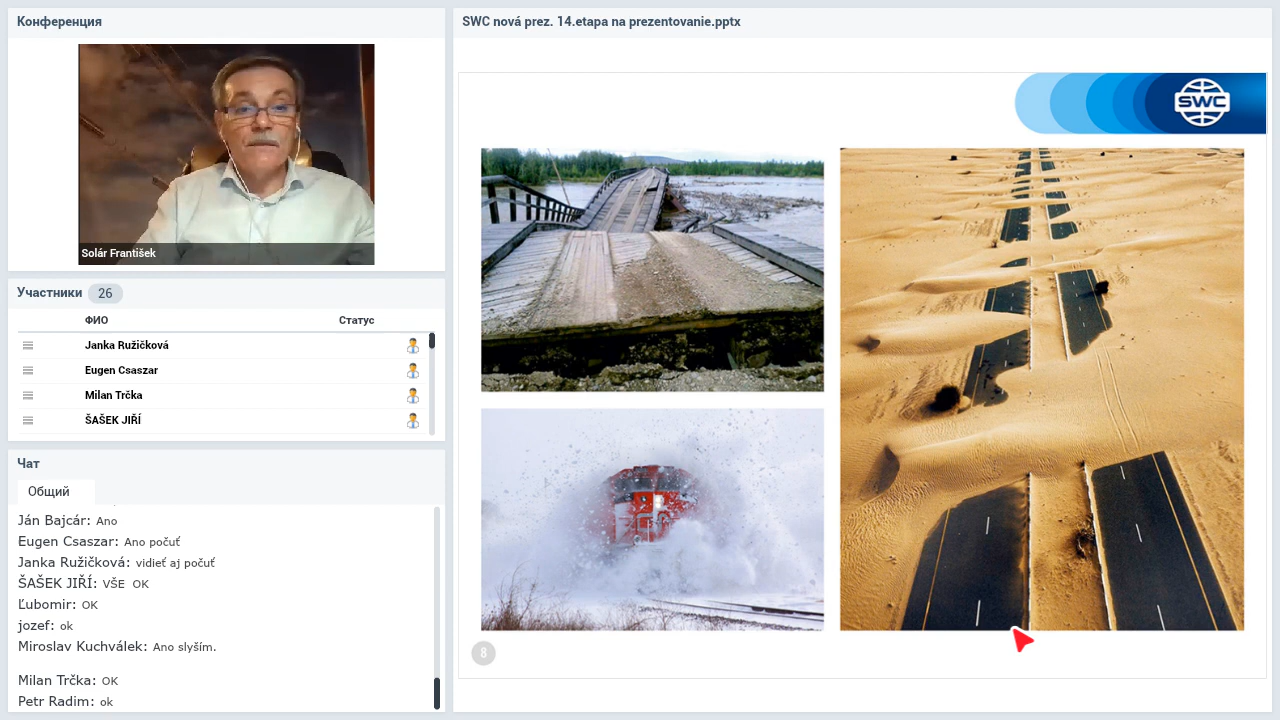 Конференция
Solár František
Участники 26
ФИО Статус
Janka Ružičková
Eugen Csaszar
Milan Trčka
ŠAŠEK JIŘÍ
Чат
Общий
Ján Bajcár: Ano
Eugen Csaszar: Ano počuť
Janka Ružičková: vidieť aj počuť
ŠAŠEK JIŘÍ: VŠE OK
Ľubomir: OK
jozef: ok
Miroslav Kuchválek: Ano slyším.
Milan Trčka: OK
Petr Radim: ok
SWC nová prez. 14.etapa na prezentovanie.pptx
SWC
8